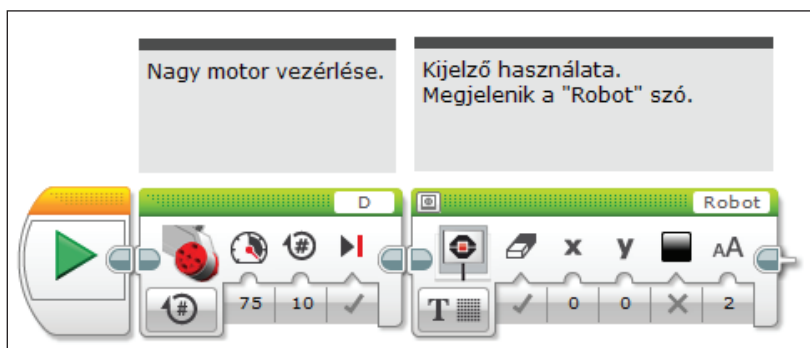 Nagy motor vezérlése.
Kijelző használata.
Megjelenik a "Robot" szó.
D
Robot
#
x
y
AA
#
75
10
T
0
0
2